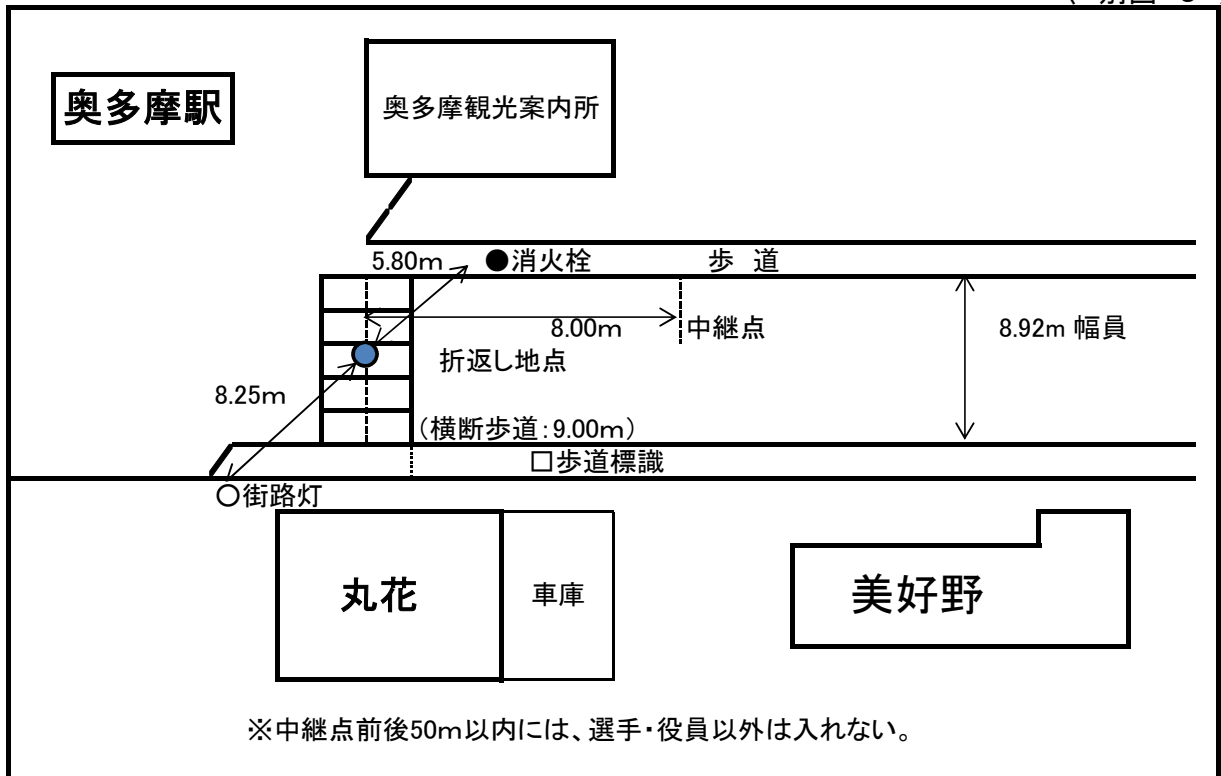 奥多摩駅
奥多摩観光案内所
5.80m
●消火栓
歩 道
8.00m
中継点
8.92m 幅員
折返し地点
8.25m
(横断歩道:9.00m)
□歩道標識
○街路灯
丸花
車庫
美好野
※中継点前後50m以内には、選手・役員以外は入れない。